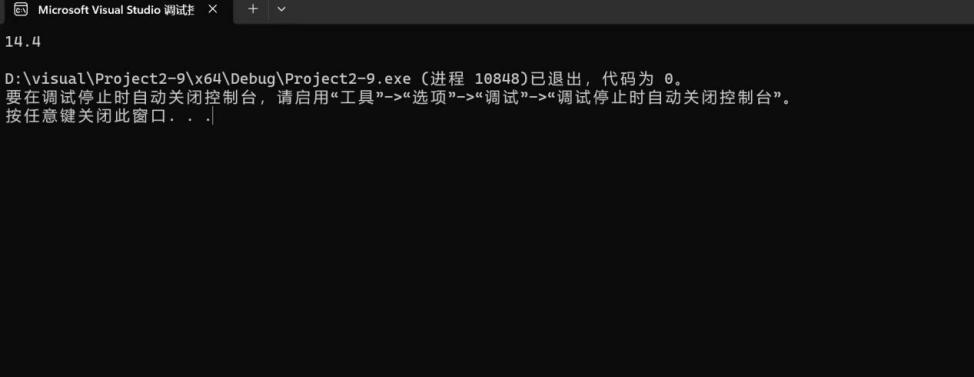 Microsoft Visual Studio 调试
14.4
D:\visual\Project2-9\x64\Debug\Project2-9.exe (进程 10848)已退出，代码为 0。
要在调试停止时自动关闭控制台，请启用“工具”->“选项”->“调试”->“调试停止时自动关闭控制台”。
按任意键关闭此窗口. . .